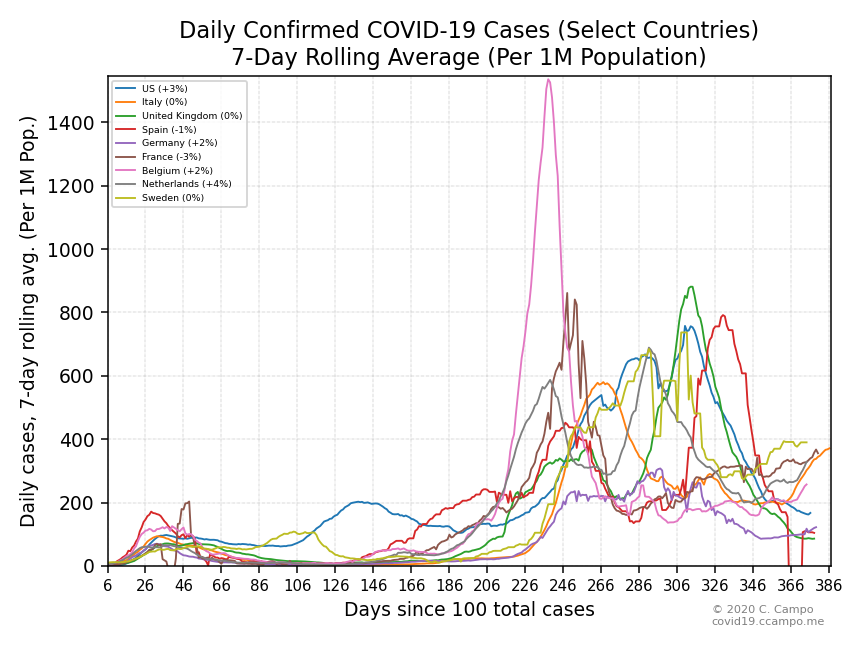 Daily Confirmed COVID-19 Cases (Select Countries)
7-Day Rolling Average (Per 1M Population)
Daily cases, 7-day rolling avg. (Per 1M Pop.)
1400
1200
1000
800
600
400
200
0
US (+3%)
Italy (0%)
United Kingdom (0%)
Spain (-1%)
Germany (+2%)
France (-3%)
Belgium (+2%)
Netherlands (+4%)
Sweden (0%)
6 26 46 66 86 106 126 146 166 186 206 226 246 266 286 306 326 346 366 386
Days since 100 total cases
© 2020 C. Campo
covid19.ccampo.me